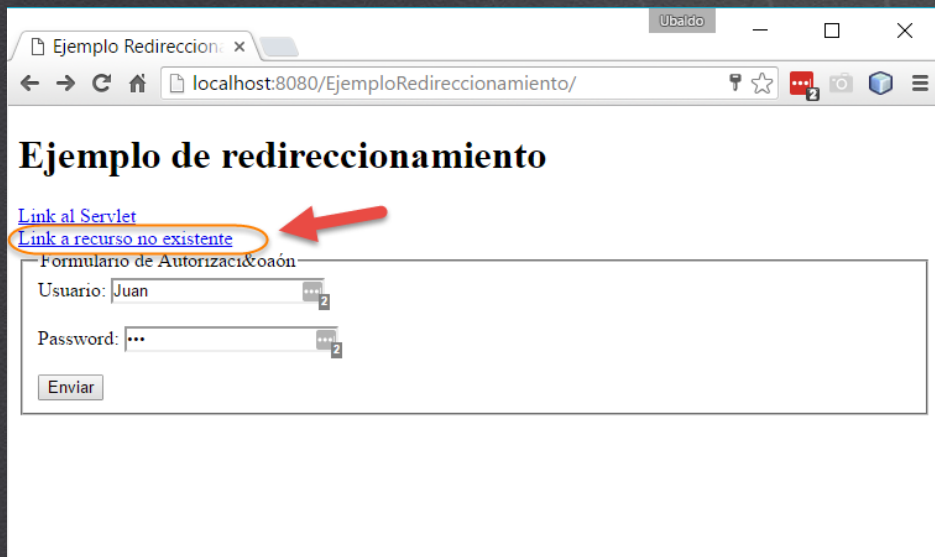 Ubaldo
Ejemplo Redirecciona
localhost:8080/EjemploRedireccionamiento/
2
Ejemplo de redireccionamiento
Link al Servlet
Link a recurso no existente
Formulario de Autorizaci&oaón
Usuario: Juan
2
Password: •••
2
Enviar